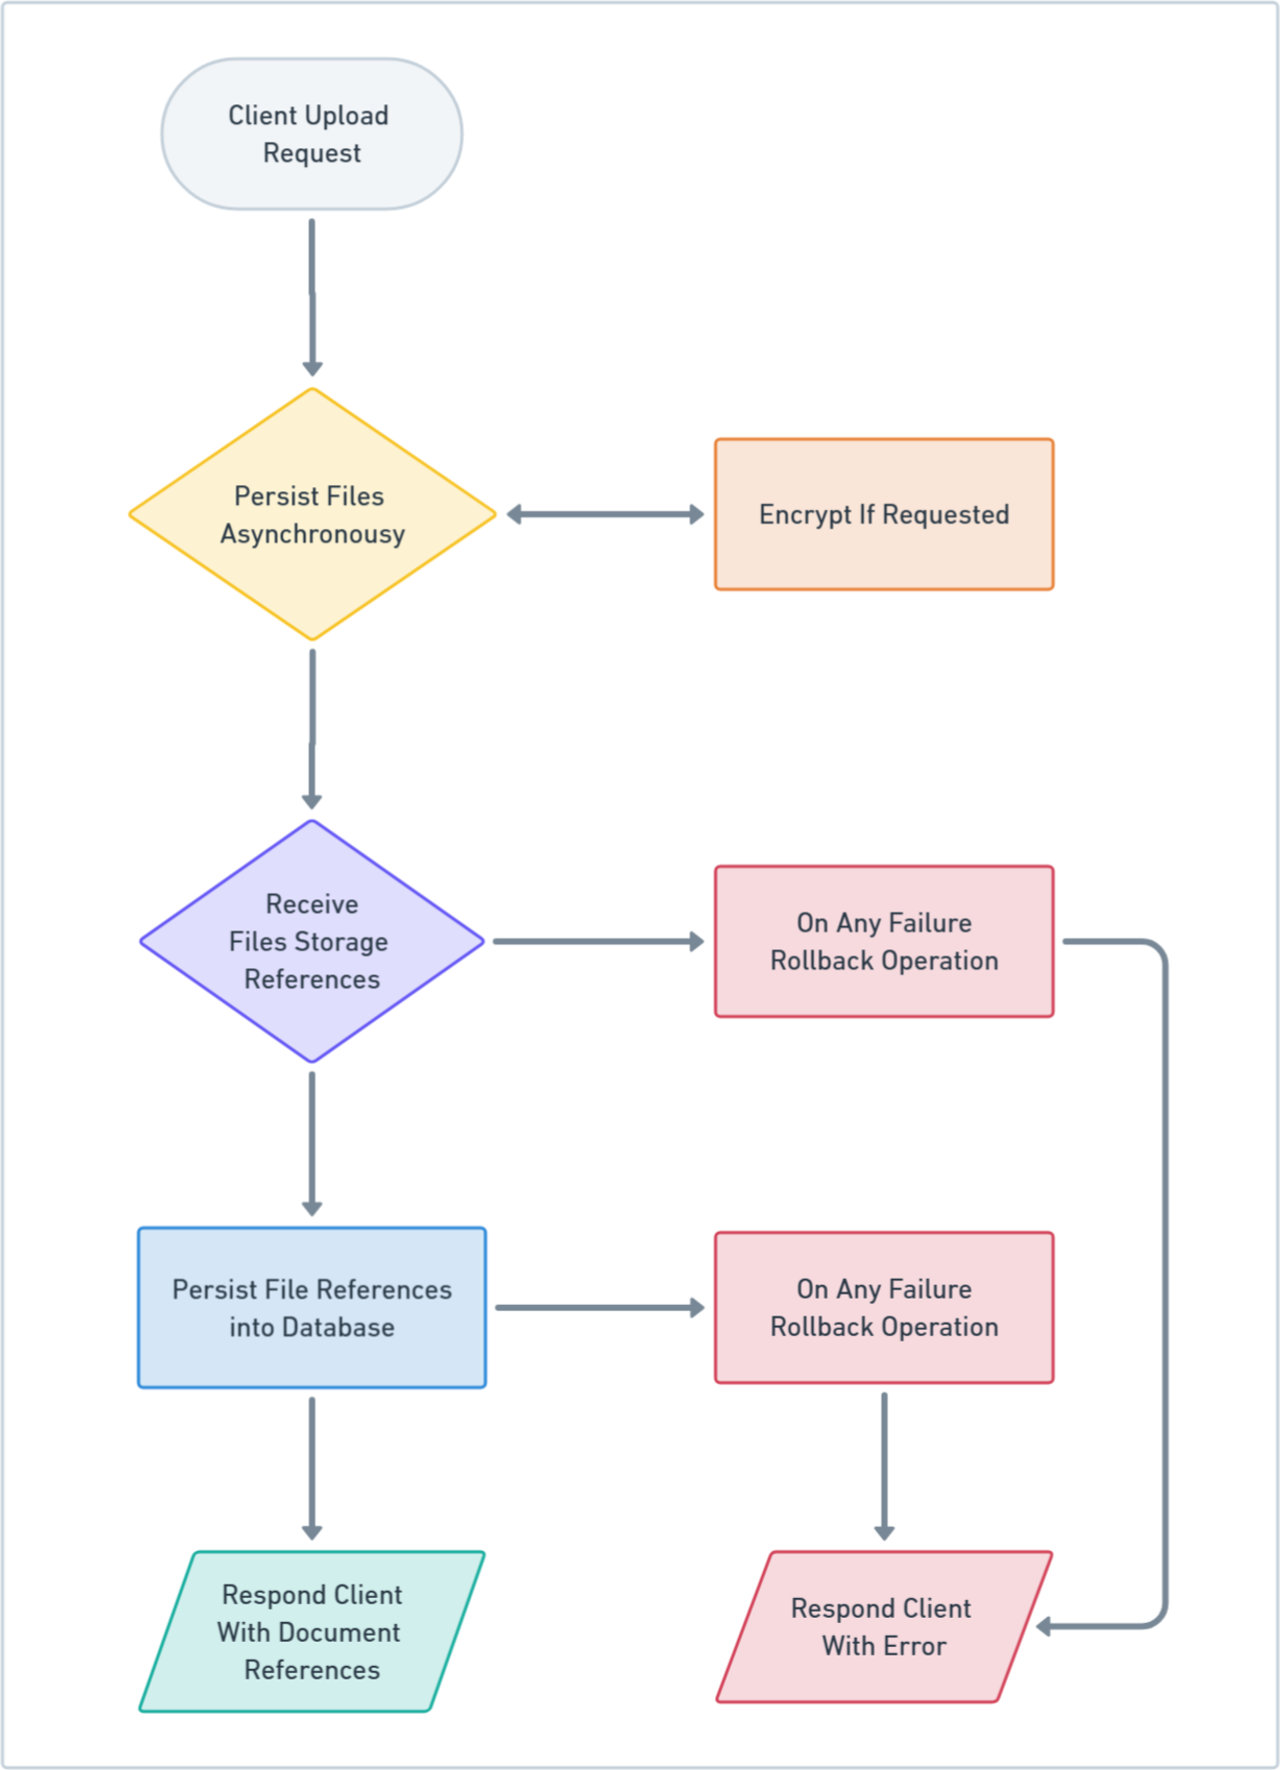 Client Upload
Request
Persist Files
Asynchronousy
Encrypt If Requested
Receive
Files Storage
References
On Any Failure
Rollback Operation
Persist File References
into Database
On Any Failure
Rollback Operation
Respond Client
With Document
References
Respond Client
With Error